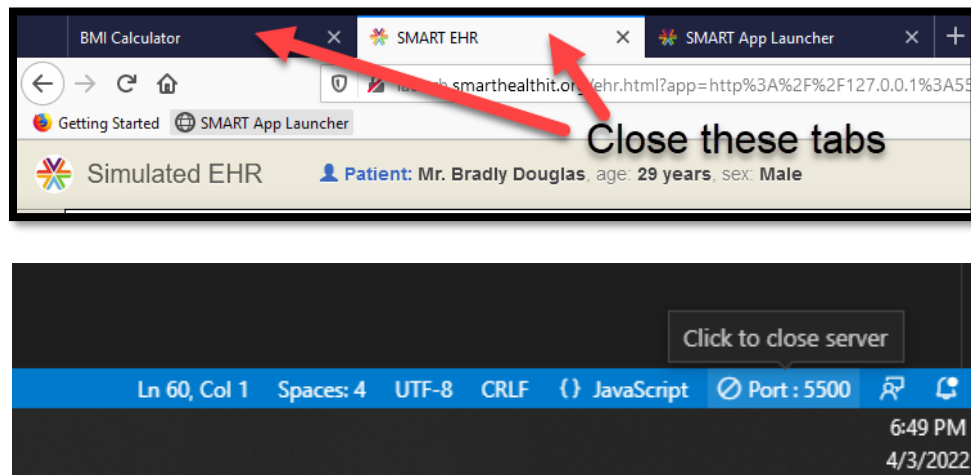 BMI Calculator SMART EHR SMART App Launcher
smarthealthit.org/ehr.html?app=http%3A%2F%2F127.0.0.1%3A55
Getting Started SMART App Launcher
Close these tabs
Simulated EHR Patient: Mr. Bradly Douglas, age: 29 years, sex: Male
Click to close server
Ln 60, Col 1 Spaces: 4 UTF-8 CRLF {} JavaScript Port : 5500
6:49 PM
4/3/2022